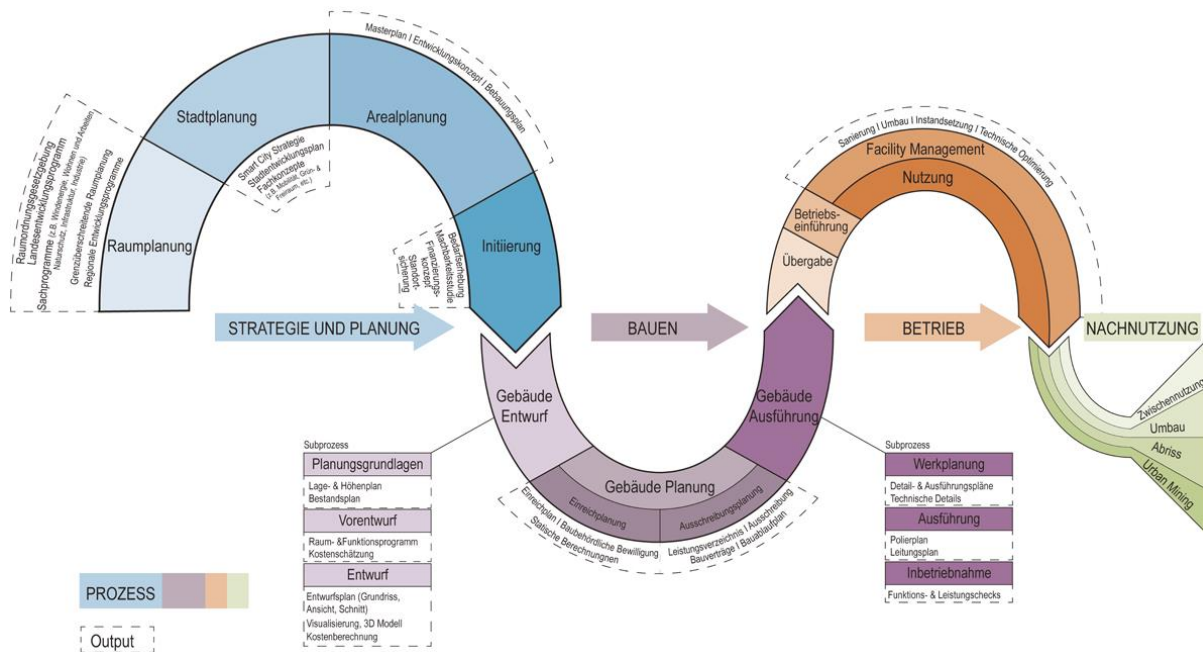 Masterplan I Entwicklungskonzept I Bebauungsplan
Stadtplanung
Arealplanung
Smart City Strategie
Stadtentwicklungsplan
Fachkonzepte
(z.B. Mobilität, Grün- &
Freiraum, etc.)
Raumordnungsgesetzgebung
Landesentwicklungsprogramm
Sachprogramme (z.B. Windenergie, Wohnen und Arbeiten
Naturschutz, Infrastruktur, Industrie)
Grenzüberschreitende Raumplanung
Regionale Entwicklungsprogramme
Raumplanung
Initiierung
Bedarfserhebung
Machbarkeitsstudie
Finanzierungs-
konzept
Standort-
sicherung
Sanierung I Umbau I Instandsetzung I Technische Optimierung
Facility Management
Nutzung
Betriebs-
einführung
Übergabe
STRATEGIE UND PLANUNG
BAUEN
BETRIEB
NACHNUTZUNG
Gebäude
Entwurf
Gebäude
Ausführung
Gebäude Planung
Einreichplanung
Ausschreibungsplanung
Einreichplan I Baubehördliche Bewilligung
Statische Berechnungnen
Leistungsverzeichnis I Ausschreibung
Bauverträge I Bauablaufplan
Zwischennutzung
Umbau
Abriss
Urban Mining
Subprozess
Planungsgrundlagen
Lage- & Höhenplan
Bestandsplan
Vorentwurf
Raum- &Funktionsprogramm
Kostenschätzung
Entwurf
Entwurfsplan (Grundriss,
Ansicht, Schnitt)
Visualisierung, 3D Modell
Kostenberechnung
Subprozess
Werkplanung
Detail- & Ausführungspläne
Technische Details
Ausführung
Polierplan
Leitungsplan
Inbetriebnahme
Funktions- & Leistungschecks
PROZESS
Output